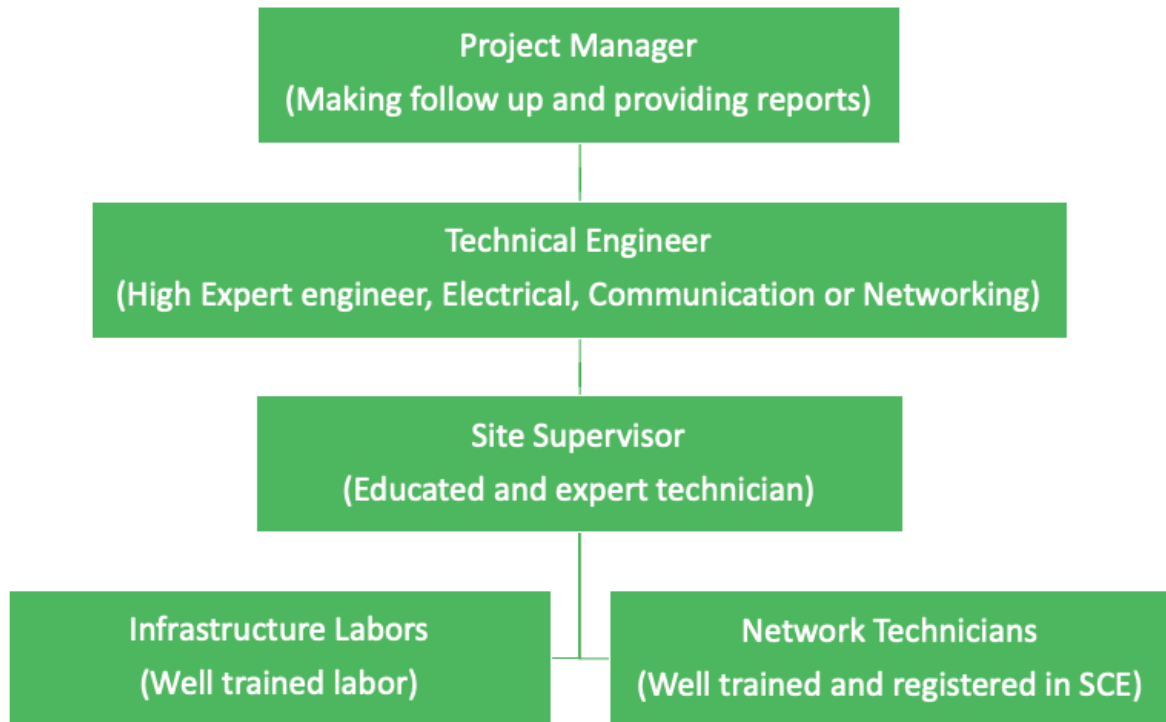 Project Manager
(Making follow up and providing reports)
Technical Engineer
(High Expert engineer, Electrical, Communication or Networking)
Site Supervisor
(Educated and expert technician)
Infrastructure Labors
(Well trained labor)
Network Technicians
(Well trained and registered in SCE)